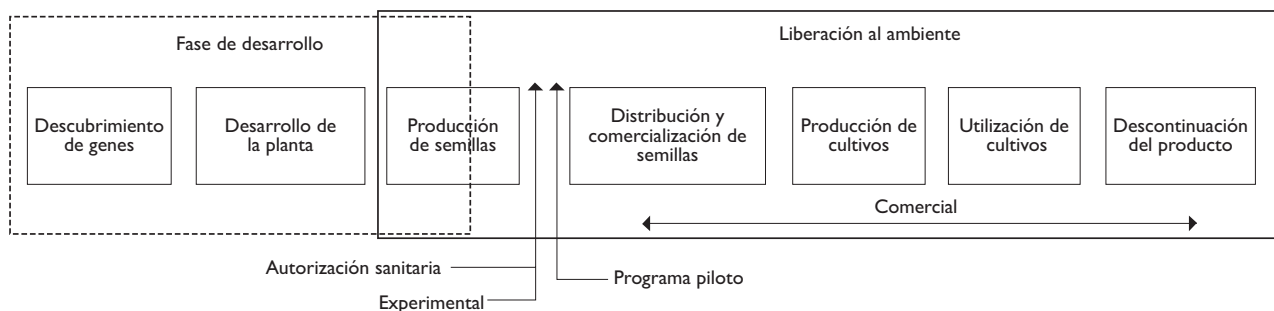 Fase de desarrollo
Liberación al ambiente
Descubrimiento
de genes
Desarrollo de
la planta
Producción
de semillas
Distribución y
comercialización de
semillas
Producción de
cultivos
Utilización de
cultivos
Descontinuación
del producto
Comercial
Autorización sanitaria
Programa piloto
Experimental